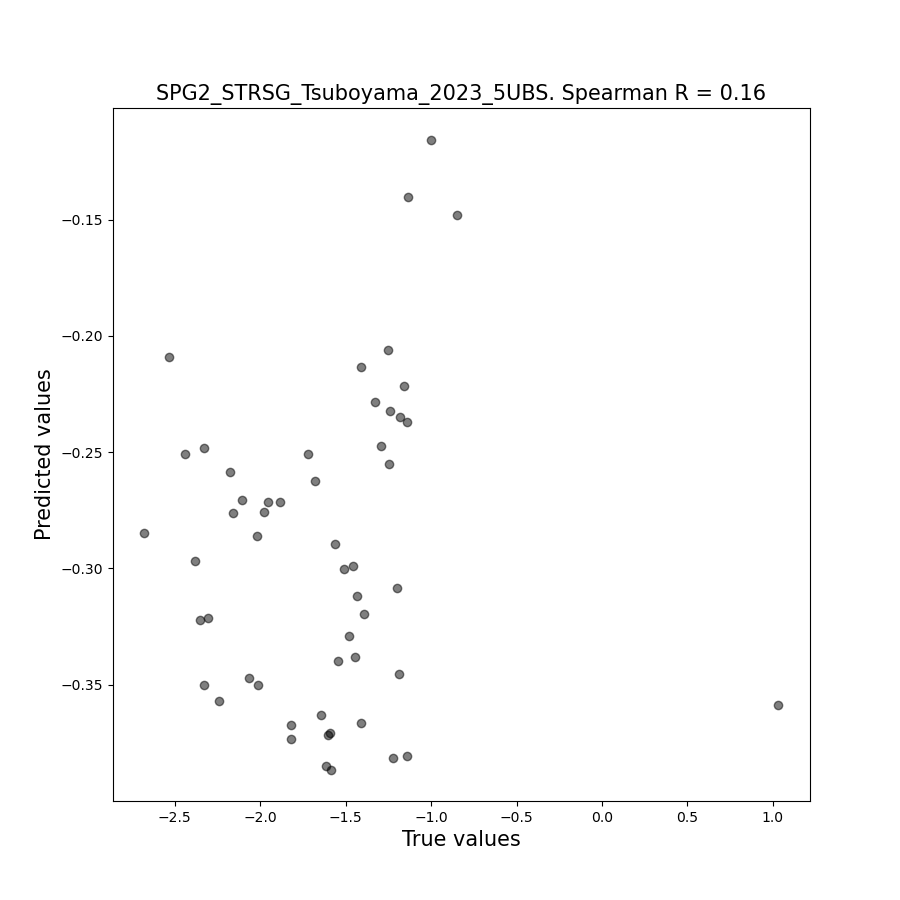 SPG2_STRSG_Tsuboyama_2023_5UBS. Spearman R = 0.16
Predicted values
−0.15
−0.20
−0.25
−0.30
−0.35
−2.5 −2.0 −1.5 −1.0 −0.5 0.0 0.5 1.0
True values